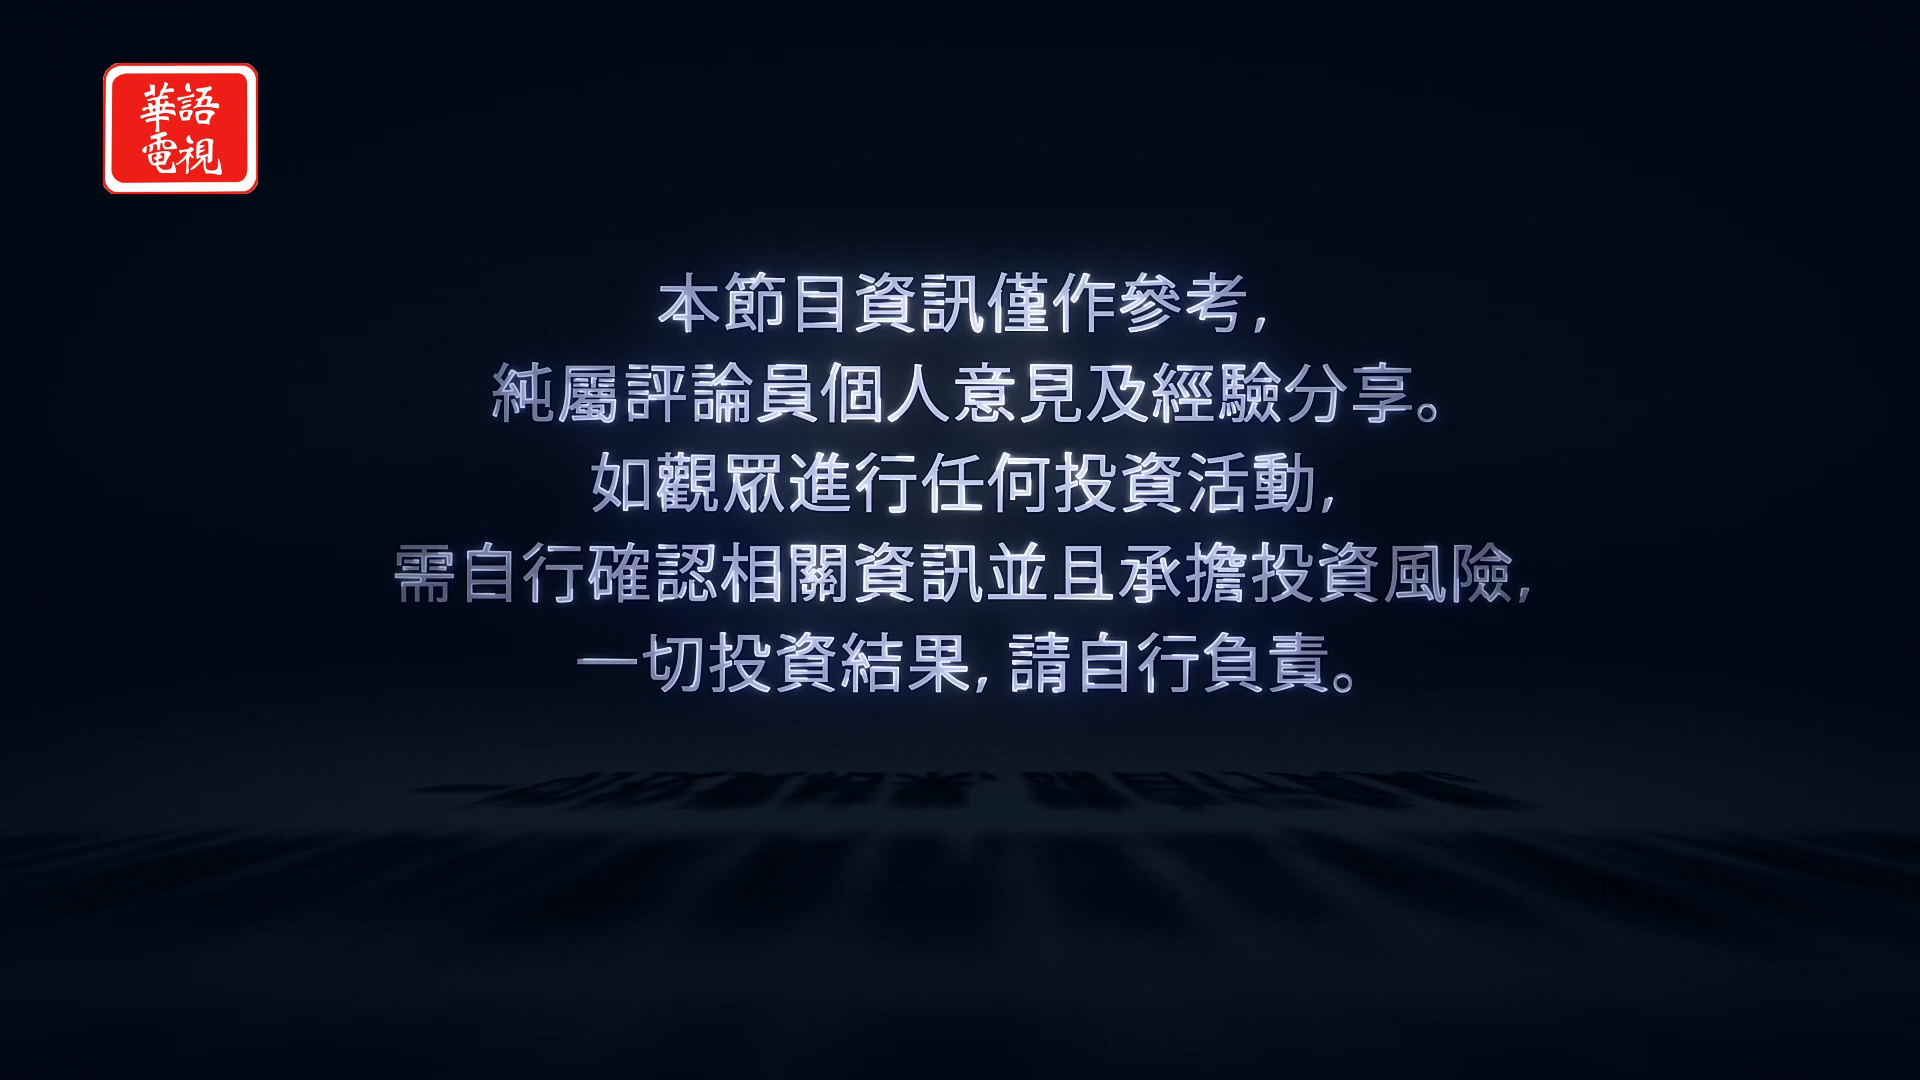 華語
電視
本節目資訊僅作參考,
純屬評論員個人意見及經驗分享。
如觀眾進行任何投資活動,
需自行確認相關資訊並且承擔投資風險,
一切投資結果, 請自行負責。